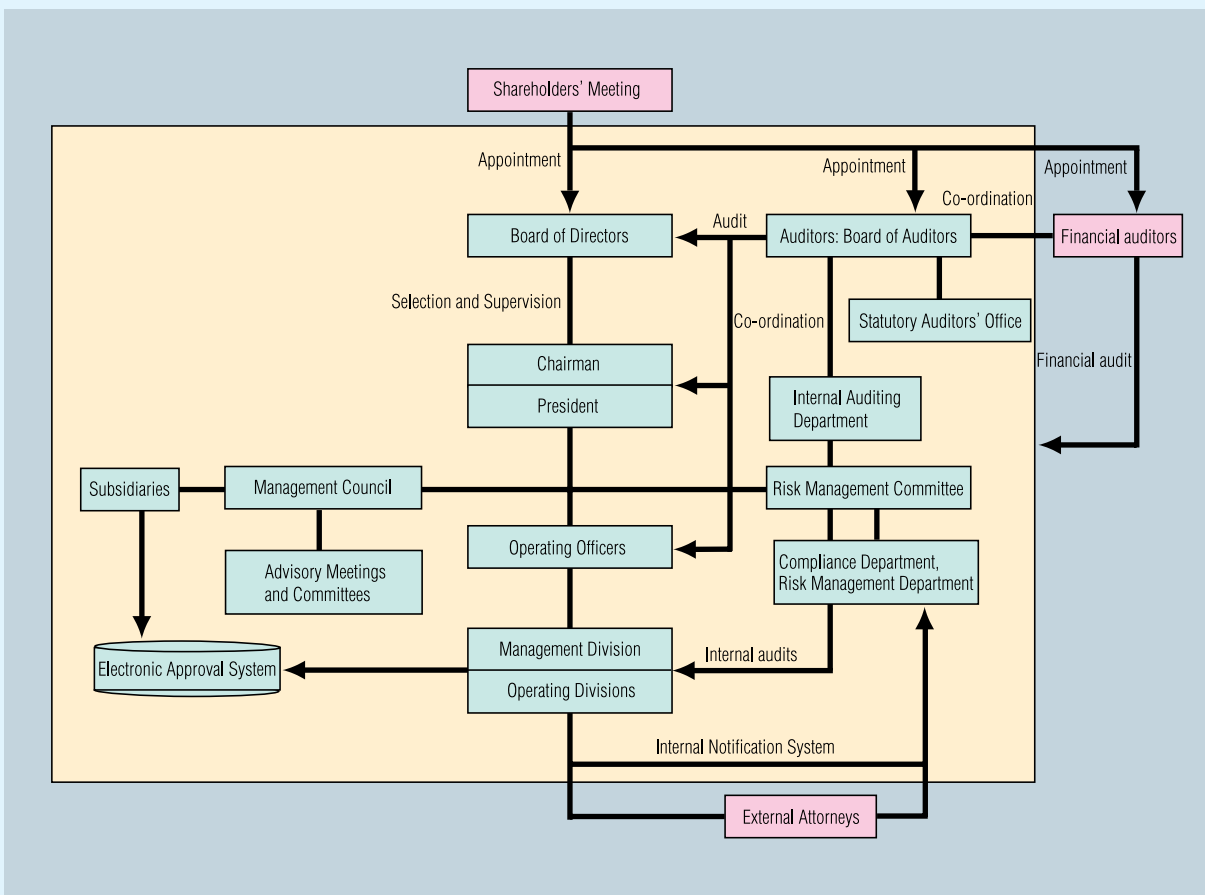 Shareholders' Meeting
Appointment
Appointment
Appointment
Co-ordination
Board of Directors
Audit
Auditors: Board of Auditors
Financial auditors
Selection and Supervision
Co-ordination
Statutory Auditors' Office
Financial audit
Chairman
President
Internal Auditing
Department
Subsidiaries
Management Council
Risk Management Committee
Operating Officers
Advisory Meetings
and Committees
Compliance Department,
Risk Management Department
Electronic Approval System
Management Division
Operating Divisions
Internal audits
Internal Notification System
External Attorneys